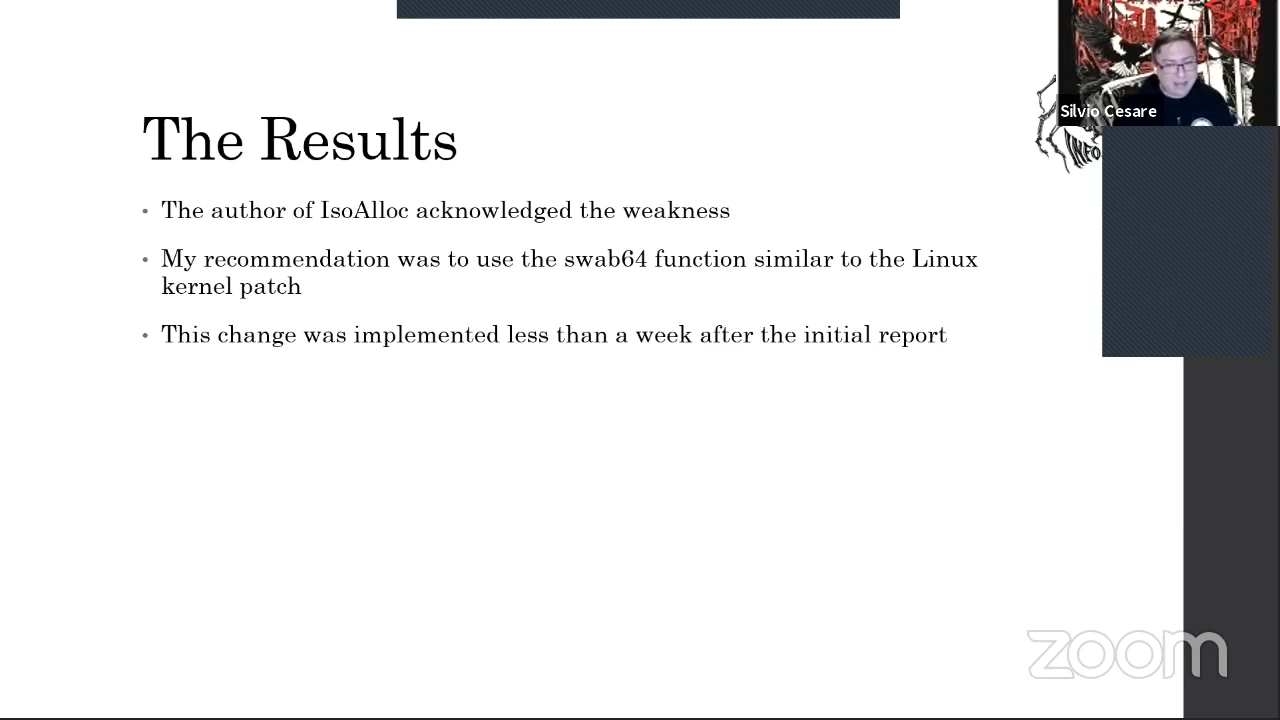 Silvio Cesare
INFO
The Results
• The author of IsoAlloc acknowledged the weakness
• My recommendation was to use the swab64 function similar to the Linux
kernel patch
• This change was implemented less than a week after the initial report
zoom